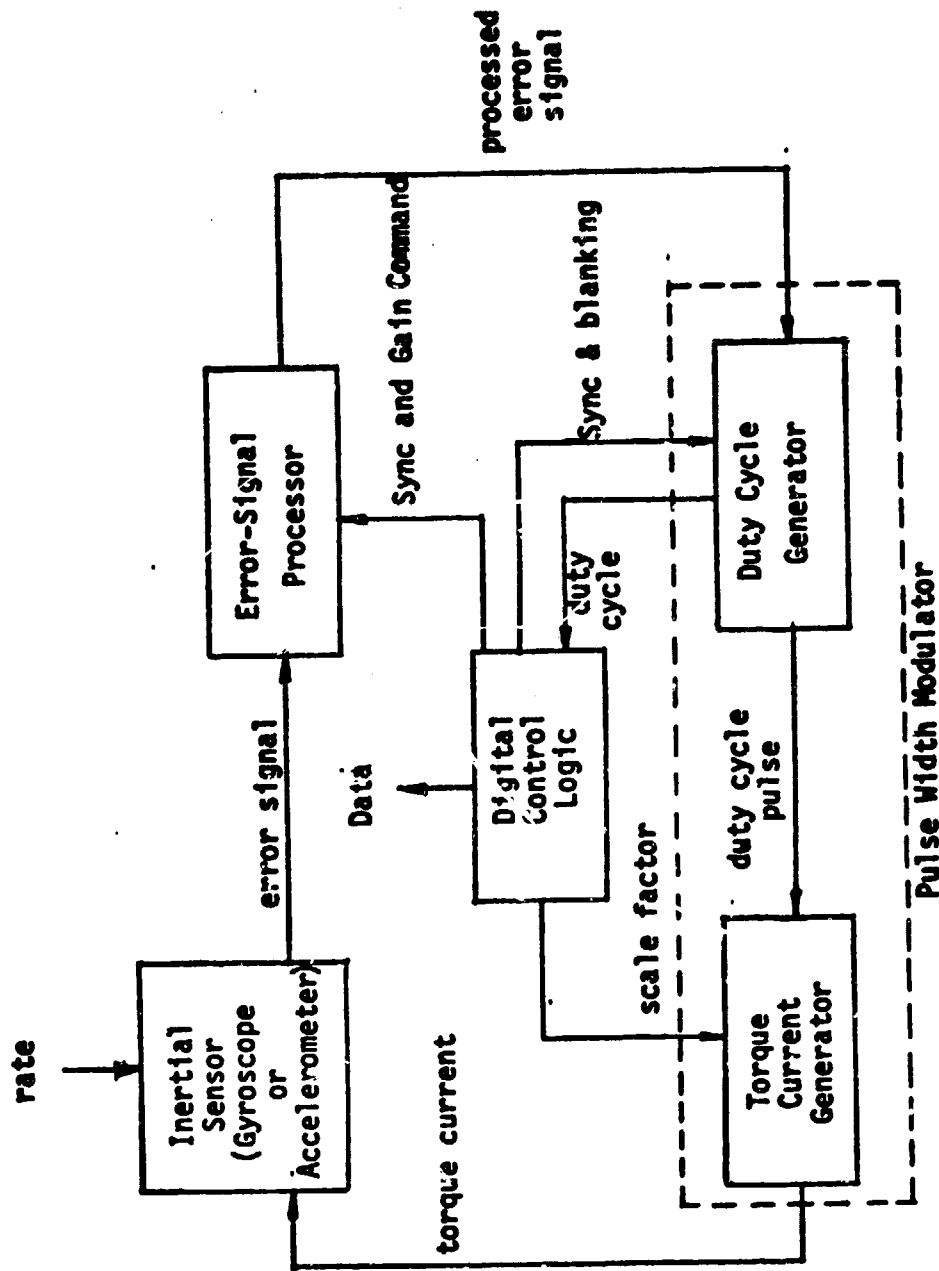 rate
Inertial
Sensor
(Gyroscope
or
Accelerometer)
error signal
Error-Signal
Processor
processed
error
signal
Sync and Gain Command
Data
Digital
Control
Logic
duty
cycle
Sync & blanking
torque current
scale factor
Torque
Current
Generator
duty cycle
pulse
Duty Cycle
Generator
Pulse Width Modulator